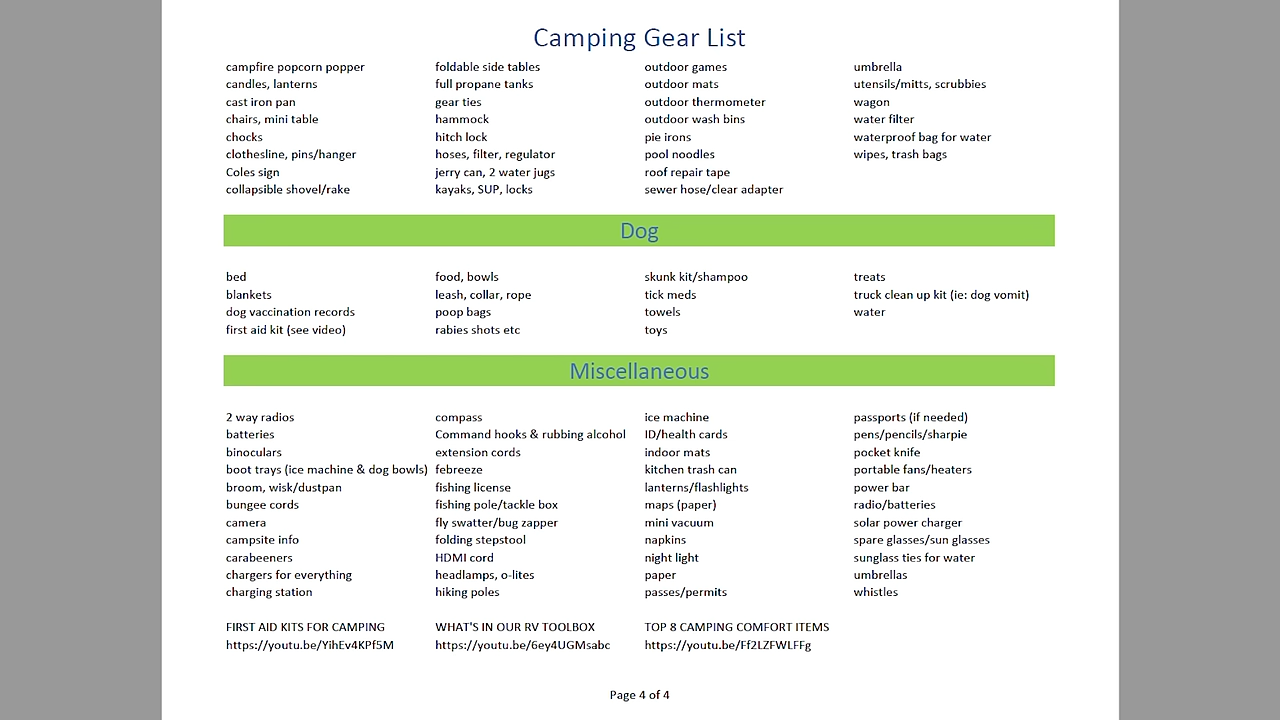 Camping Gear List
campfire popcorn popper foldable side tables outdoor games umbrella
candles, lanterns full propane tanks outdoor mats utensils/mitts, scrubbies
cast iron pan gear ties outdoor thermometer wagon
chairs, mini table hammock outdoor wash bins water filter
chocks hitch lock pie irons waterproof bag for water
clothesline, pins/hanger hoses, filter, regulator pool noodles wipes, trash bags
Coles sign jerry can, 2 water jugs roof repair tape
collapsible shovel/rake kayaks, SUP, locks sewer hose/clear adapter
Dog
bed food, bowls skunk kit/shampoo treats
blankets leash, collar, rope tick meds truck clean up kit (ie: dog vomit)
dog vaccination records poop bags towels water
first aid kit (see video) rabies shots etc toys
Miscellaneous
2 way radios compass ice machine passports (if needed)
batteries Command hooks & rubbing alcohol ID/health cards pens/pencils/sharpie
binoculars extension cords indoor mats pocket knife
boot trays (ice machine & dog bowls) febreeze kitchen trash can portable fans/heaters
broom, wisk/dustpan fishing license lanterns/flashlights power bar
bungee cords fishing pole/tackle box maps (paper) radio/batteries
camera fly swatter/bug zapper mini vacuum solar power charger
campsite info folding stepstool napkins spare glasses/sun glasses
carabeeners HDMI cord night light sunglass ties for water
chargers for everything headlamps, o-lites paper umbrellas
charging station hiking poles passes/permits whistles
FIRST AID KITS FOR CAMPING WHAT'S IN OUR RV TOOLBOX TOP 8 CAMPING COMFORT ITEMS
https://youtu.be/YihEv4KPf5M https://youtu.be/6ey4UGMsabc https://youtu.be/Ff2LZFWLFFg
Page 4 of 4